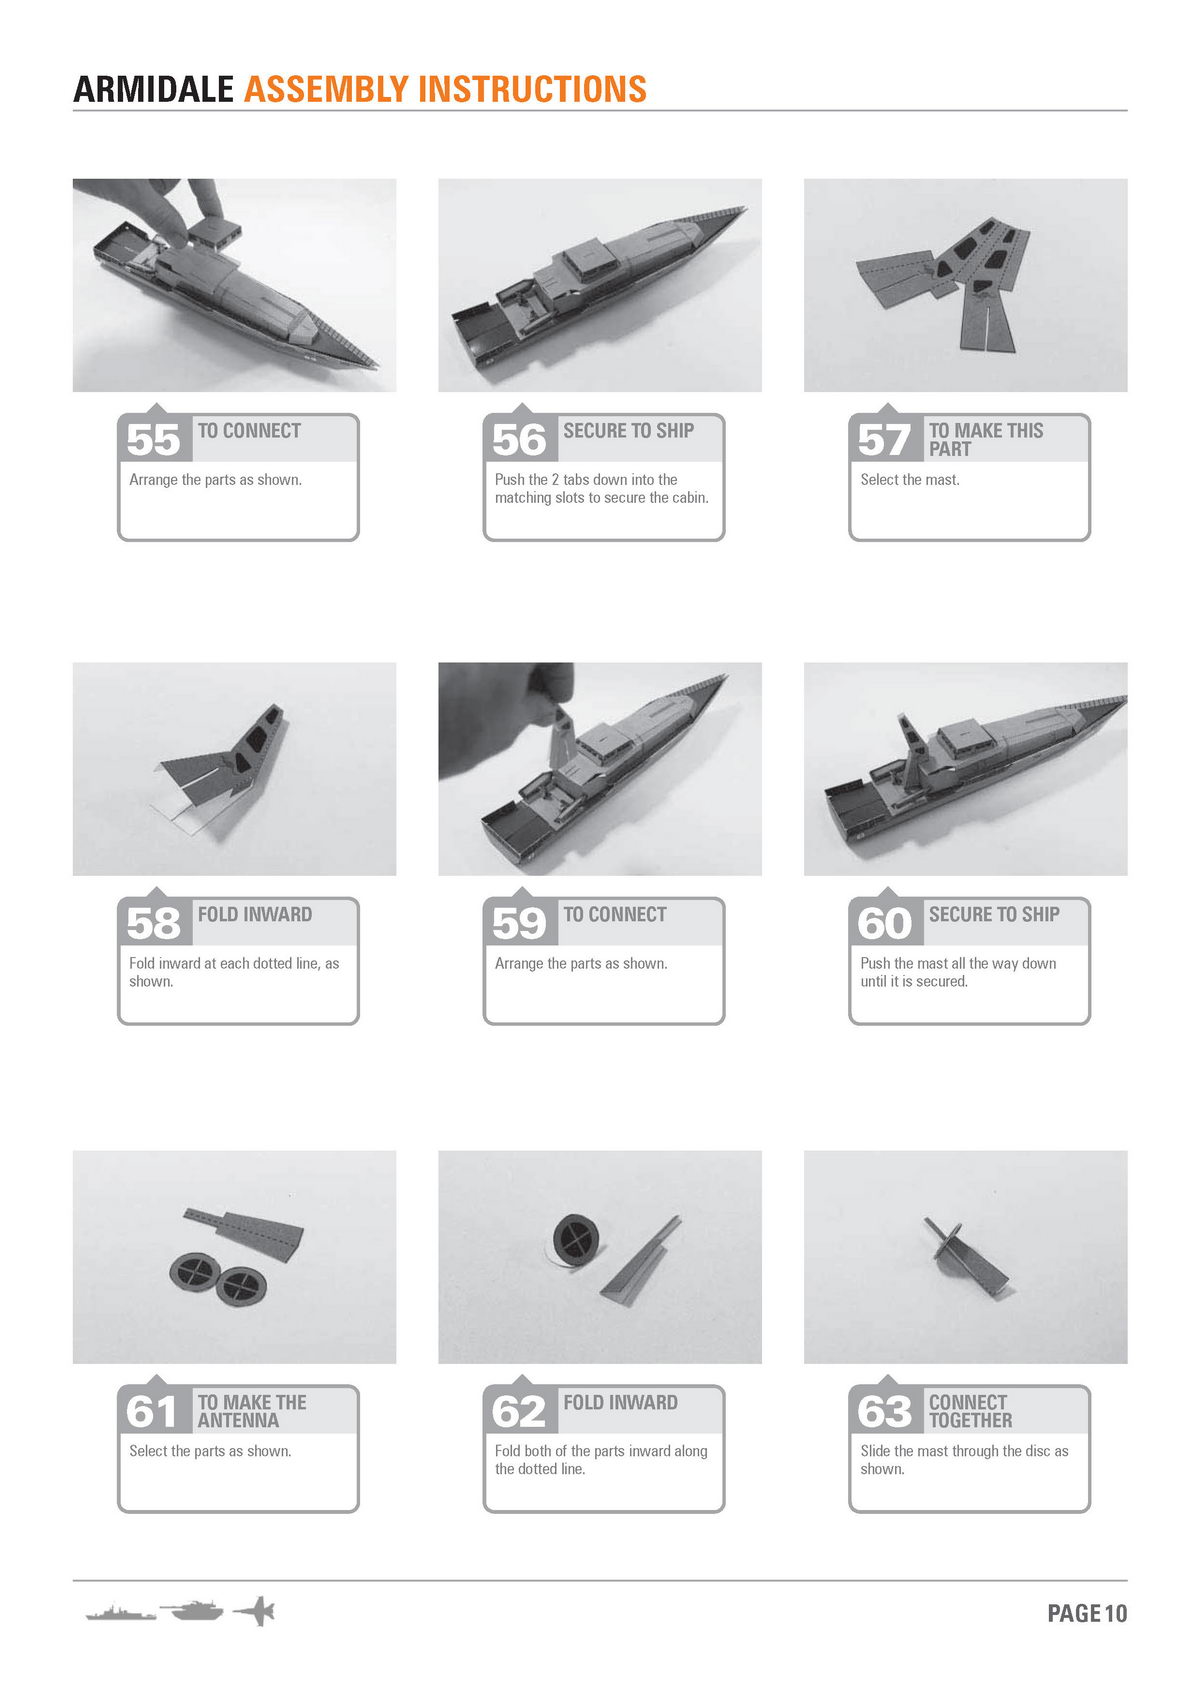 ARMIDALE ASSEMBLY INSTRUCTIONS
55 TO CONNECT
Arrange the parts as shown.
56 SECURE TO SHIP
Push the 2 tabs down into the
matching slots to secure the cabin.
57 TO MAKE THIS
PART
Select the mast.
58 FOLD INWARD
Fold inward at each dotted line, as
shown.
59 TO CONNECT
Arrange the parts as shown.
60 SECURE TO SHIP
Push the mast all the way down
until it is secured.
61 TO MAKE THE
ANTENNA
Select the parts as shown.
62 FOLD INWARD
Fold both of the parts inward along
the dotted line.
63 CONNECT
TOGETHER
Slide the mast through the disc as
shown.
PAGE 10